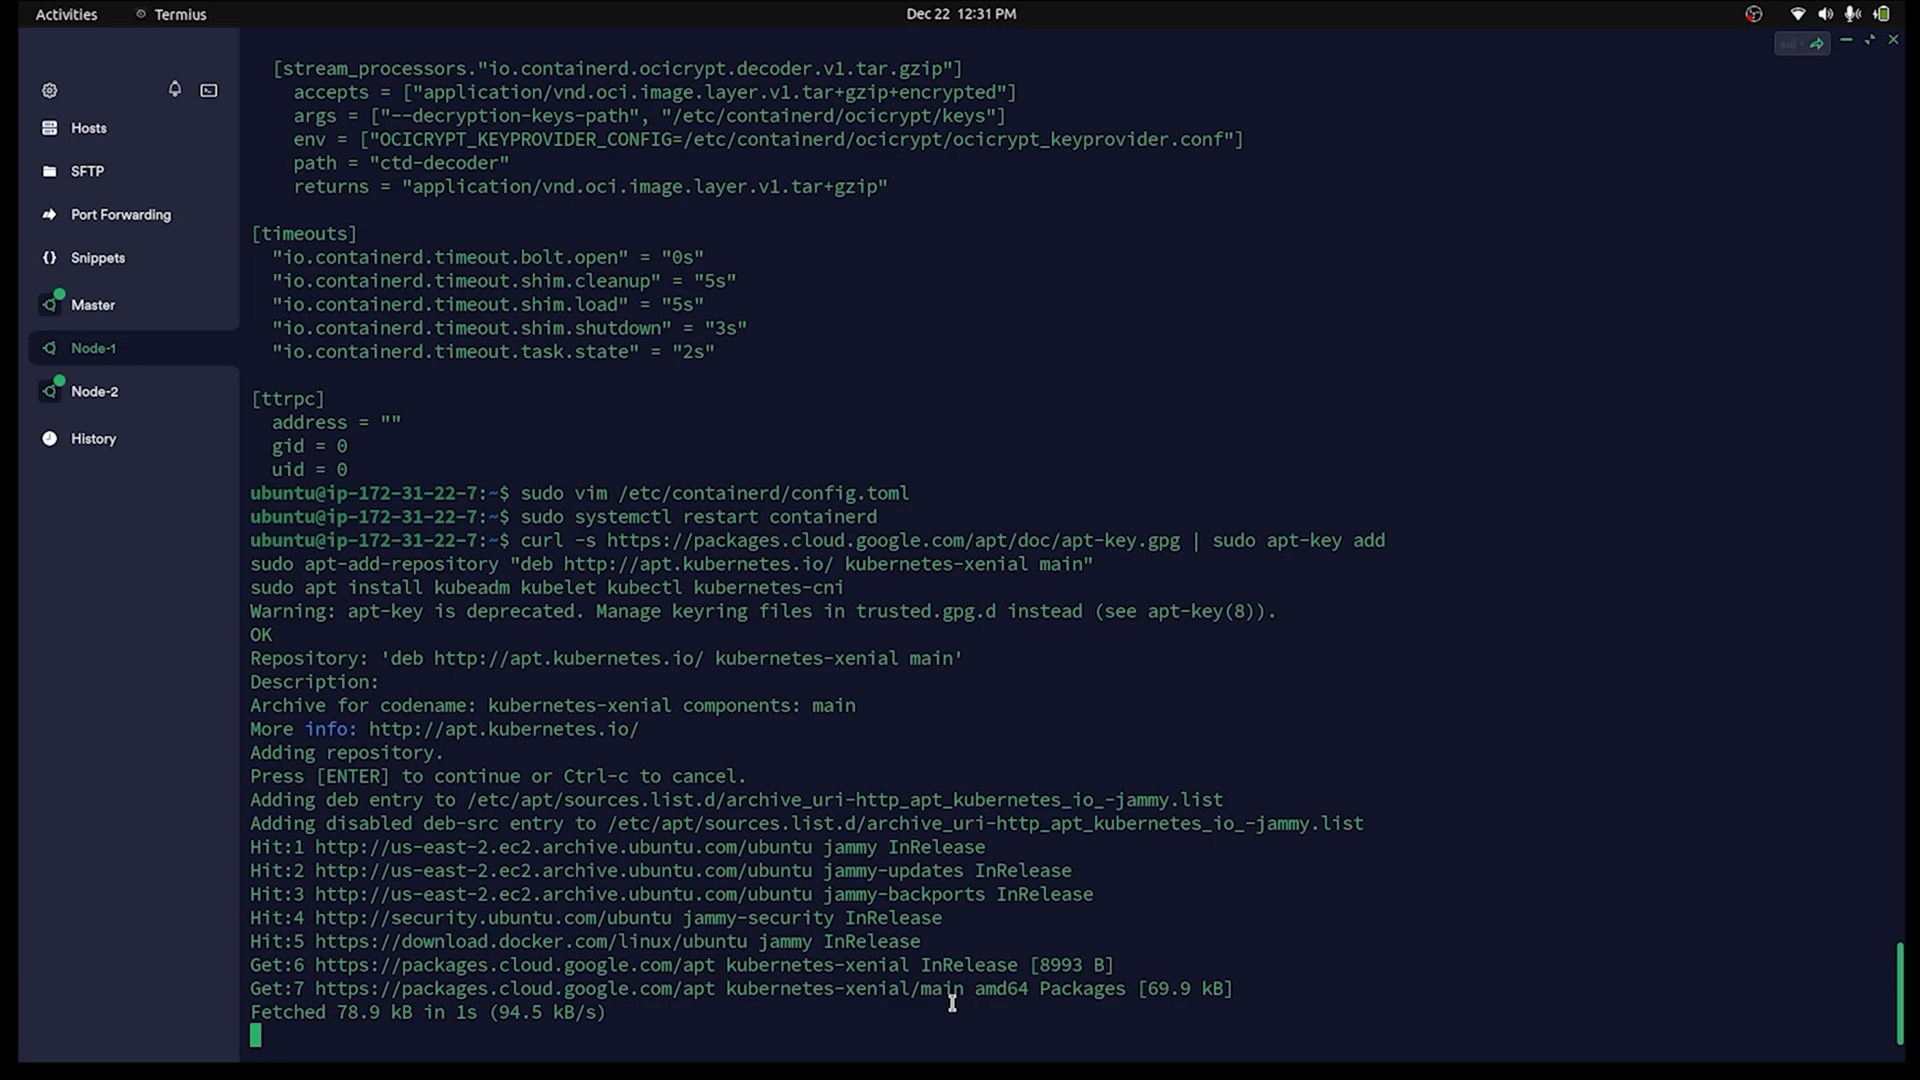 Activities
Termius
Dec 22 12:31 PM
Hosts
SFTP
Port Forwarding
Snippets
Master
Node-1
Node-2
History
[stream_processors."io.containerd.ocicrypt.decoder.v1.tar.gzip"]
accepts = ["application/vnd.oci.image.layer.v1.tar+gzip+encrypted"]
args = ["--decryption-keys-path", "/etc/containerd/ocicrypt/keys"]
env = ["OCICRYPT_KEYPROVIDER_CONFIG=/etc/containerd/ocicrypt/ocicrypt_keyprovider.conf"]
path = "ctd-decoder"
returns = "application/vnd.oci.image.layer.v1.tar+gzip"
[timeouts]
"io.containerd.timeout.bolt.open" = "0s"
"io.containerd.timeout.shim.cleanup" = "5s"
"io.containerd.timeout.shim.load" = "5s"
"io.containerd.timeout.shim.shutdown" = "3s"
"io.containerd.timeout.task.state" = "2s"
[ttrpc]
address = ""
gid = 0
uid = 0
ubuntu@ip-172-31-22-7:~$ sudo vim /etc/containerd/config.toml
ubuntu@ip-172-31-22-7:~$ sudo systemctl restart containerd
ubuntu@ip-172-31-22-7:~$ curl -s https://packages.cloud.google.com/apt/doc/apt-key.gpg | sudo apt-key add
sudo apt-add-repository "deb http://apt.kubernetes.io/ kubernetes-xenial main"
sudo apt install kubeadm kubelet kubectl kubernetes-cni
Warning: apt-key is deprecated. Manage keyring files in trusted.gpg.d instead (see apt-key(8)).
OK
Repository: 'deb http://apt.kubernetes.io/ kubernetes-xenial main'
Description:
Archive for codename: kubernetes-xenial components: main
More info: http://apt.kubernetes.io/
Adding repository.
Press [ENTER] to continue or Ctrl-c to cancel.
Adding deb entry to /etc/apt/sources.list.d/archive_uri-http_apt_kubernetes_io_-jammy.list
Adding disabled deb-src entry to /etc/apt/sources.list.d/archive_uri-http_apt_kubernetes_io_-jammy.list
Hit:1 http://us-east-2.ec2.archive.ubuntu.com/ubuntu jammy InRelease
Hit:2 http://us-east-2.ec2.archive.ubuntu.com/ubuntu jammy-updates InRelease
Hit:3 http://us-east-2.ec2.archive.ubuntu.com/ubuntu jammy-backports InRelease
Hit:4 http://security.ubuntu.com/ubuntu jammy-security InRelease
Hit:5 https://download.docker.com/linux/ubuntu jammy InRelease
Get:6 https://packages.cloud.google.com/apt kubernetes-xenial InRelease [8993 B]
Get:7 https://packages.cloud.google.com/apt kubernetes-xenial/main amd64 Packages [69.9 kB]
Fetched 78.9 kB in 1s (94.5 kB/s)